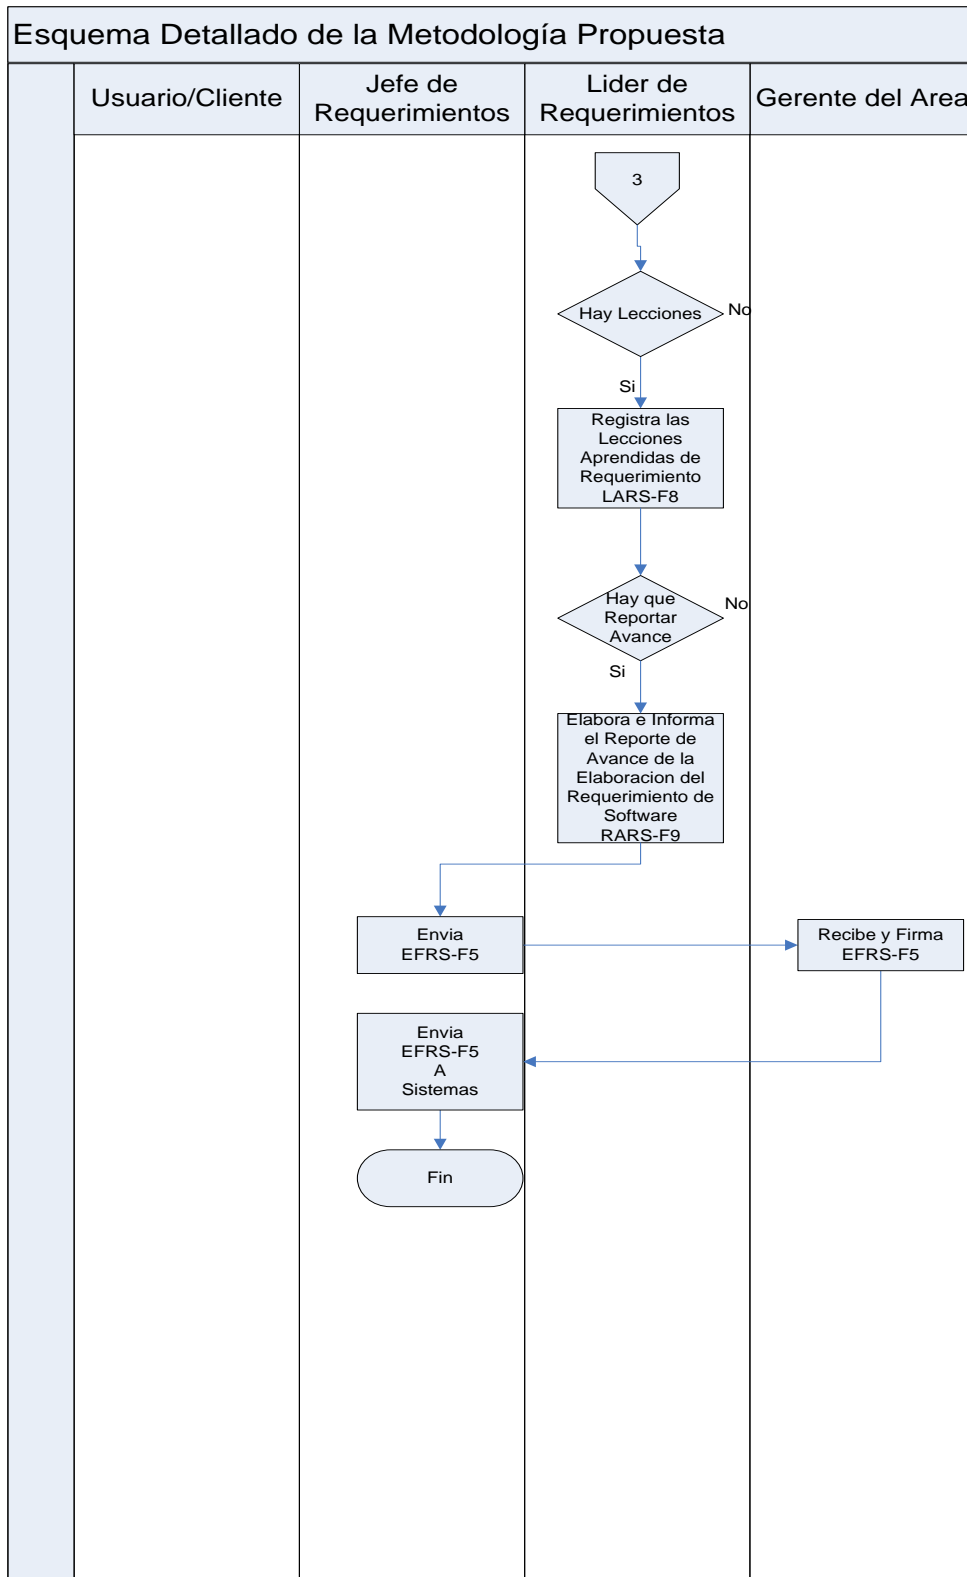 Esquema Detallado de la Metodología Propuesta
Usuario/Cliente
Jefe de
Requerimientos
Lider de
Requerimientos
Gerente del Area
3
Hay Lecciones
No
Si
Registra las
Lecciones
Aprendidas de
Requerimiento
LARS-F8
Hay que
Reportar
Avance
No
Si
Elabora e Informa
el Reporte de
Avance de la
Elaboracion del
Requerimiento de
Software
RARS-F9
Envia
EFRS-F5
Recibe y Firma
EFRS-F5
Envia
EFRS-F5
A
Sistemas
Fin